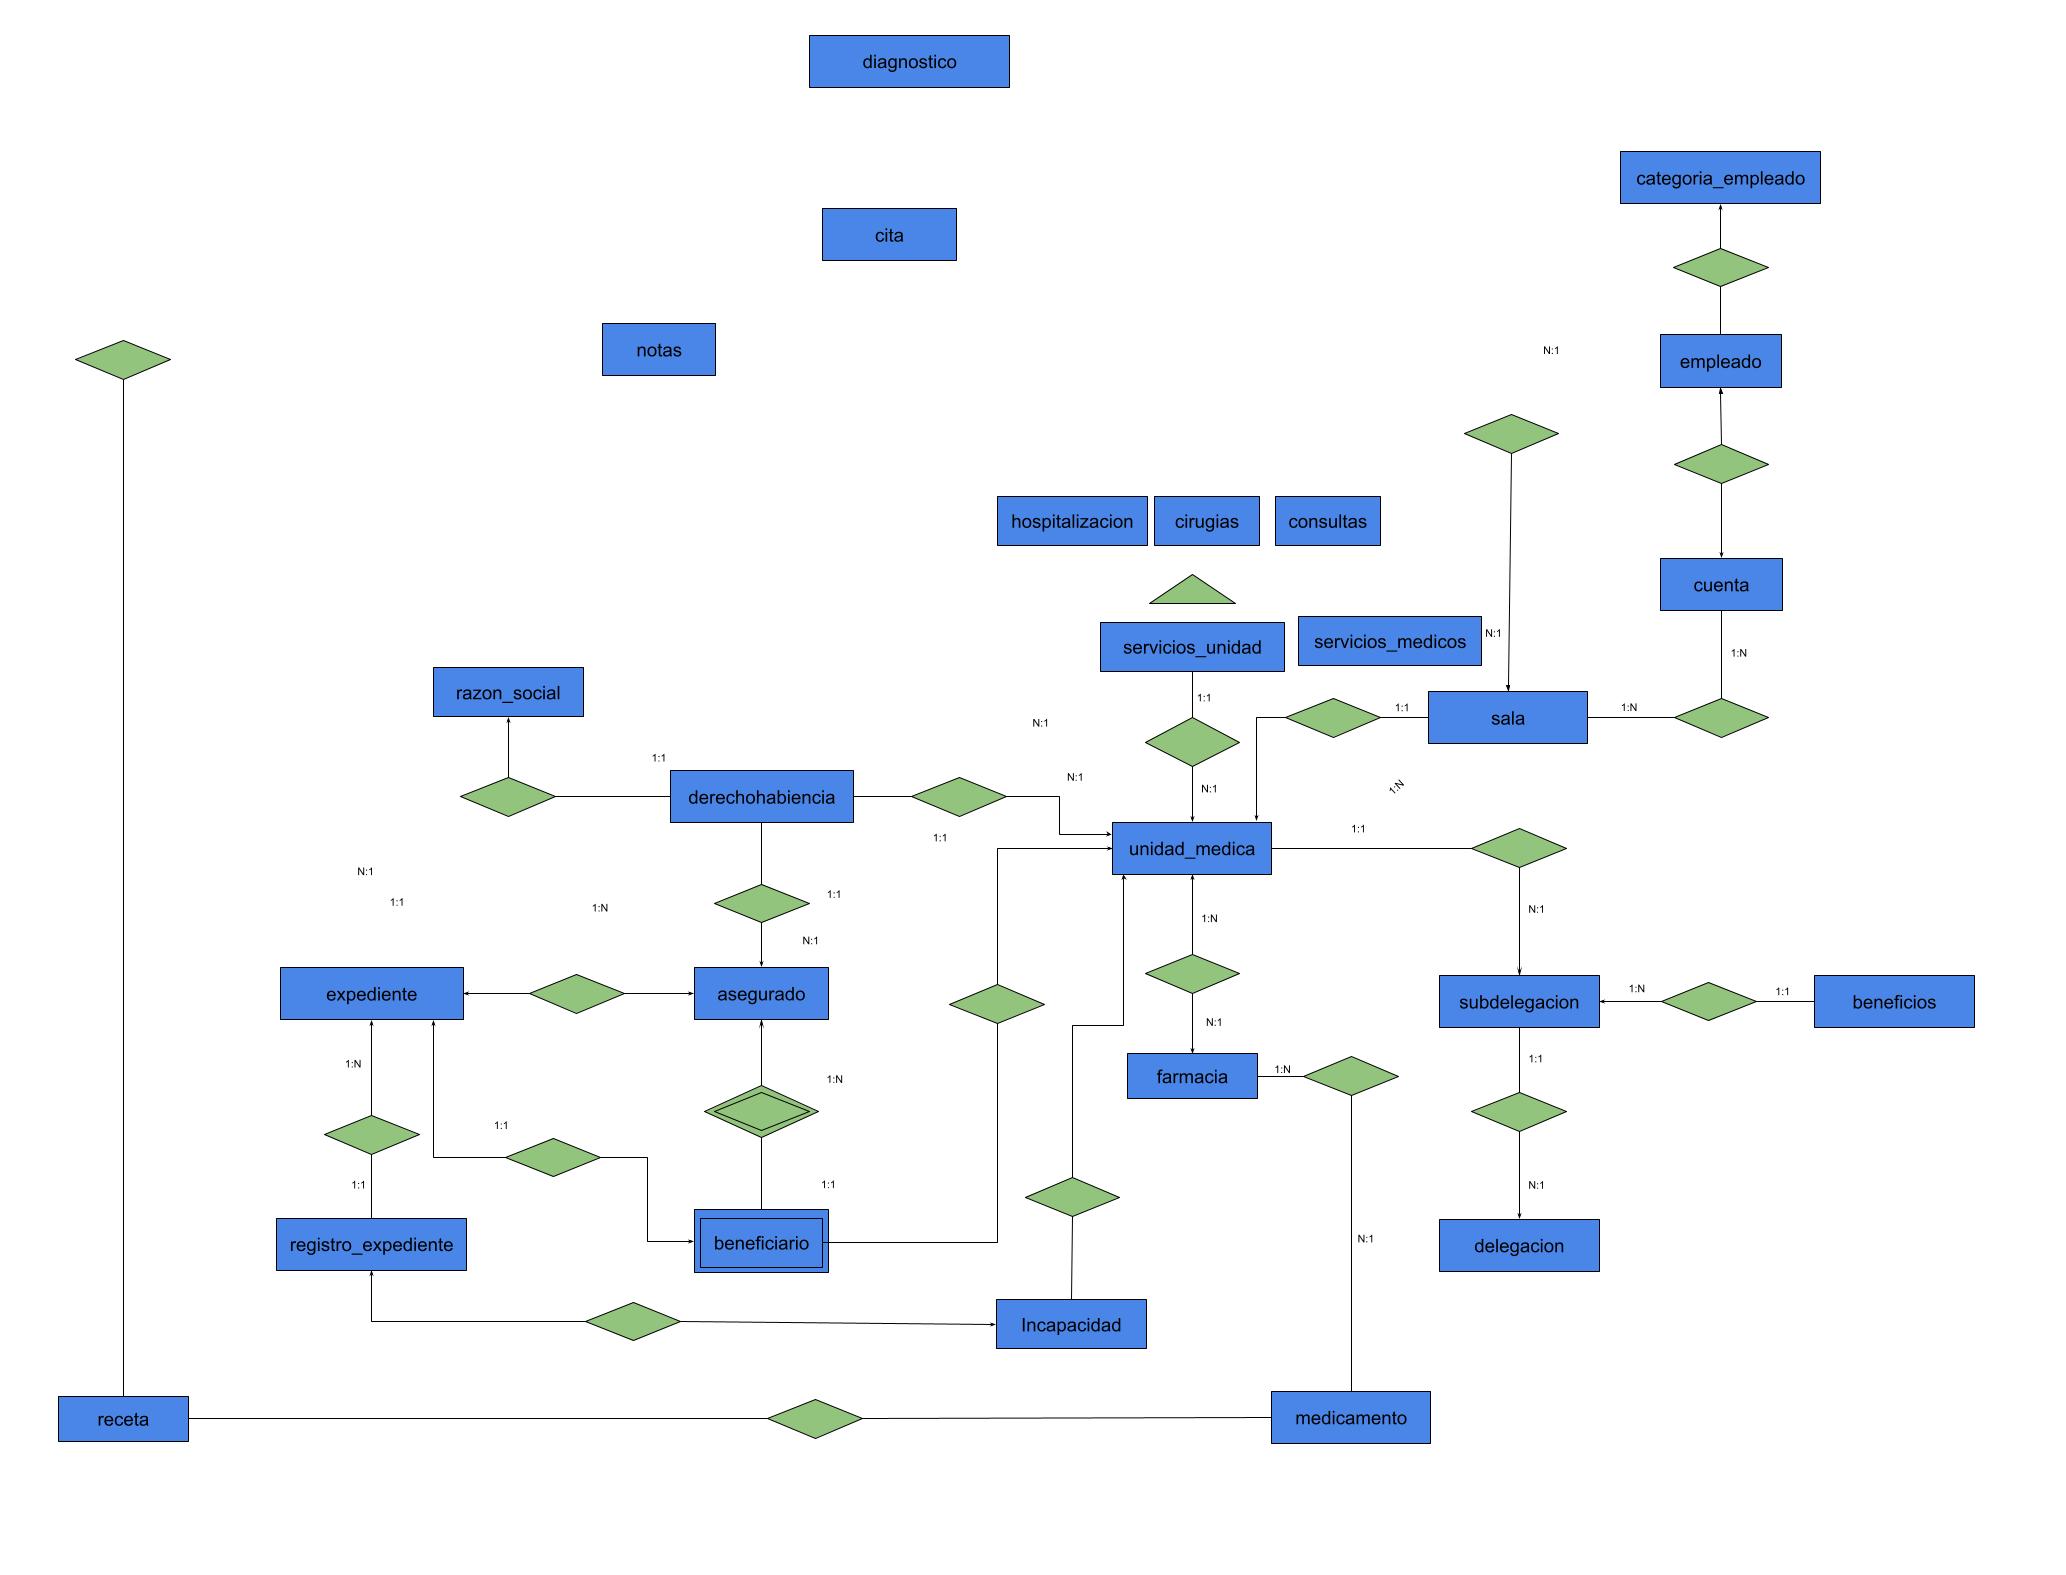 diagnostico
categoria_empleado
cita
notas
N:1
empleado
hospitalizacion
cirugias
consultas
cuenta
servicios_unidad
servicios_medicos
N:1
1:N
razon_social
1:1
1:1
sala
1:N
N:1
1:1
derechohabiencia
N:1
N:1
1:N
1:1
unidad_medica
1:1
N:1
1:1
1:N
1:1
N:1
1:N
N:1
expediente
asegurado
subdelegacion
1:N
1:1
beneficios
N:1
1:N
1:N
farmacia
1:N
1:1
1:1
1:1
1:1
N:1
registro_expediente
beneficiario
N:1
delegacion
Incapacidad
receta
medicamento